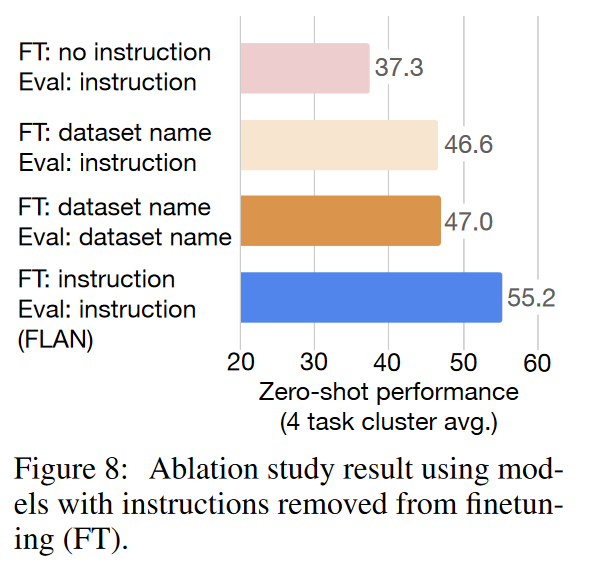 FT: no instruction
Eval: instruction
37.3
FT: dataset name
Eval: instruction
46.6
FT: dataset name
Eval: dataset name
47.0
FT: instruction
Eval: instruction
(FLAN)
55.2
20 30 40 50 60
Zero-shot performance
(4 task cluster avg.)
Figure 8: Ablation study result using mod-
els with instructions removed from finetun-
ing (FT).